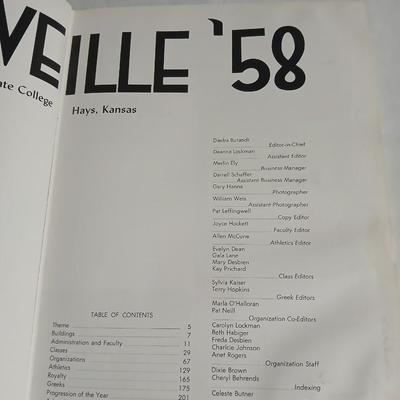 VEILLE '58
ate College
Hays, Kansas
Diedra Burandt
Editor-in-Chief
Deanna Lockman
Assistant Editor
Merlin Ely
Business Manager
Darrell Schaffer
Assistant Business Manager
Gary Hanna
Photographer
William Weis
Assistant Photographer
Pat Leffingwell
Copy Editor
Joyce Hockett
Faculty Editor
Allen McCune
Athletics Editor
Evelyn Dean
Gala Lane
Mary Desbien
Kay Prichard
Class Editors
Sylvia Kaiser
Terry Hopkins
Greek Editors
Marla O'Halloran
Pat Neill
Organization Co-Editors
Carolyn Lockman
Beth Habiger
Freda Desbien
Charlcie Johnson
Anet Rogers
Organization Staff
Dixie Brown
Cheryl Behrends
Indexing
Celeste Butner
TABLE OF CONTENTS
Theme 5
Buildings 7
Administration and Faculty 11
Classes 29
Organizations 67
Athletics 129
Royalty 165
Greeks 175
Progression of the Year 201